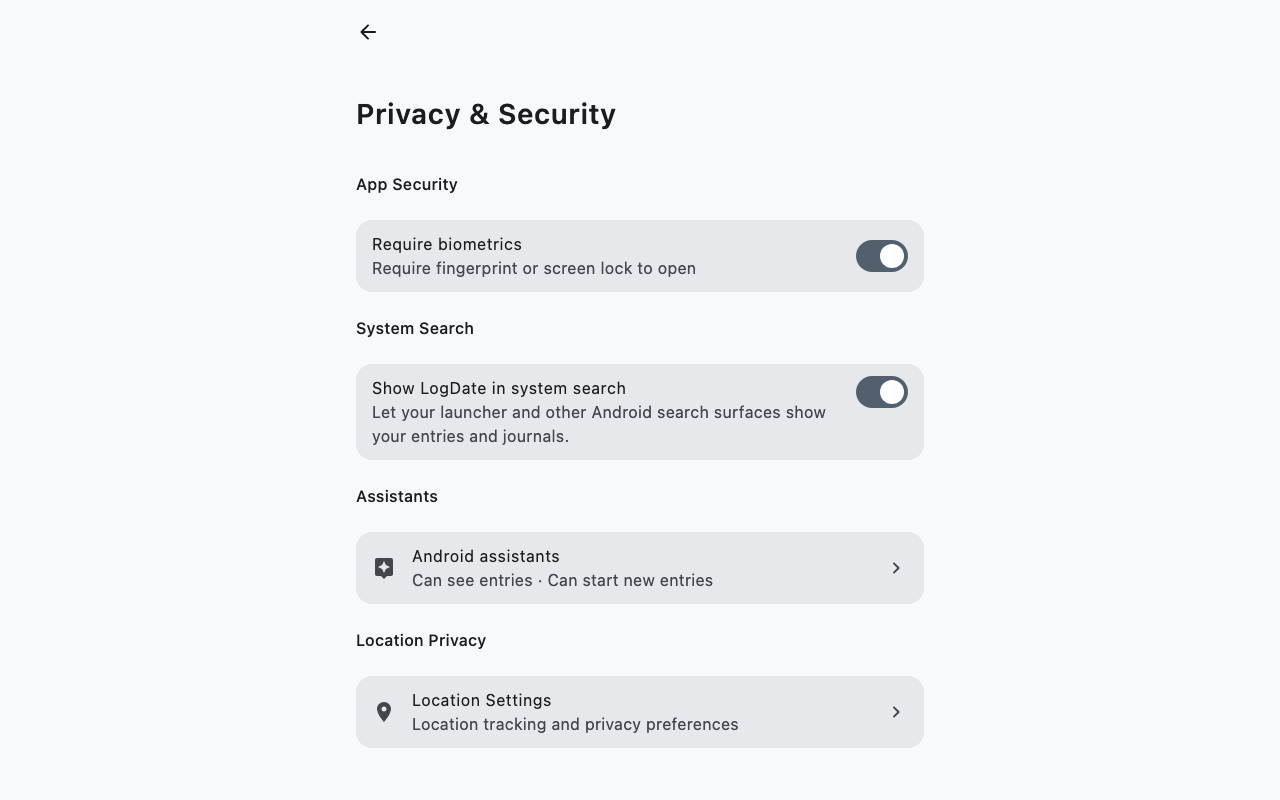 Privacy & Security
App Security
Require biometrics
Require fingerprint or screen lock to open
System Search
Show LogDate in system search
Let your launcher and other Android search surfaces show
your entries and journals.
Assistants
Android assistants
Can see entries · Can start new entries
Location Privacy
Location Settings
Location tracking and privacy preferences